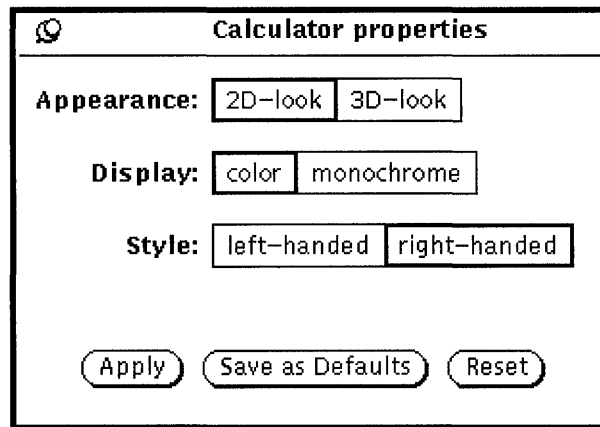 Calculator properties
Appearance: 2D-look 3D-look
Display: color monochrome
Style: left-handed right-handed
Apply Save as Defaults Reset